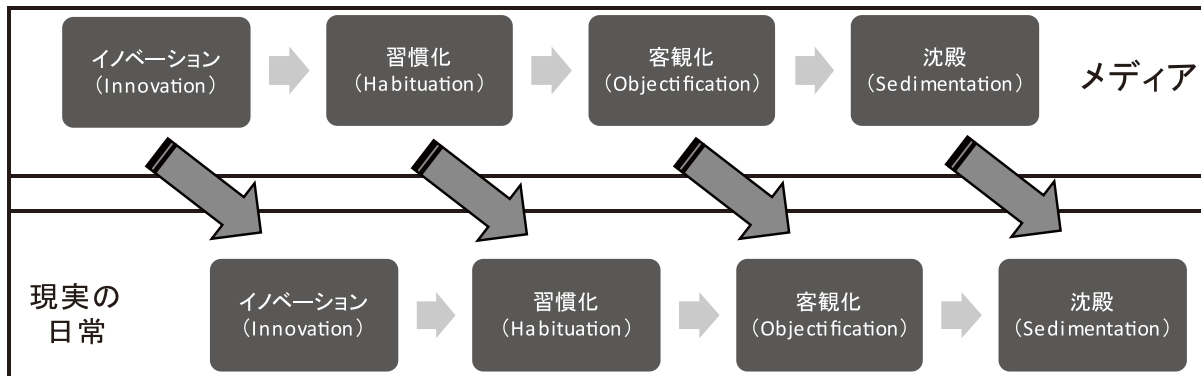 イノベーション
（Innovation）
習慣化
（Habituation）
客観化
（Objectification）
沈殿
（Sedimentation）
メディア
現実の
日常
イノベーション
（Innovation）
習慣化
（Habituation）
客観化
（Objectification）
沈殿
（Sedimentation）